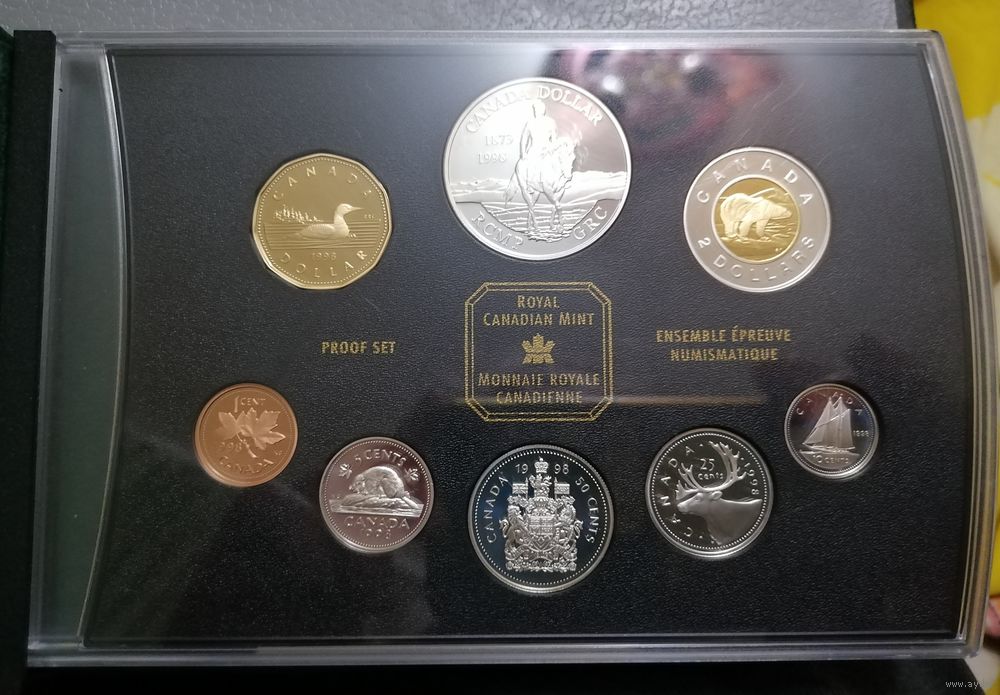 CANADA DOLLAR
1873
1998
RCMP GRC
CANADA
1998
DOLLAR
CANADA
2 DOLLARS
ROYAL
CANADIAN MINT
MONNAIE ROYALE
CANADIENNE
PROOF SET
ENSEMBLE ÉPREUVE
NUMISMATIQUE
1 CENT
1998
CANADA
5 CENTS
CANADA
1998
1998
CANADA 50 CENTS
CANADA
25
Cents
1998
CANADA
1998
10 CENTS